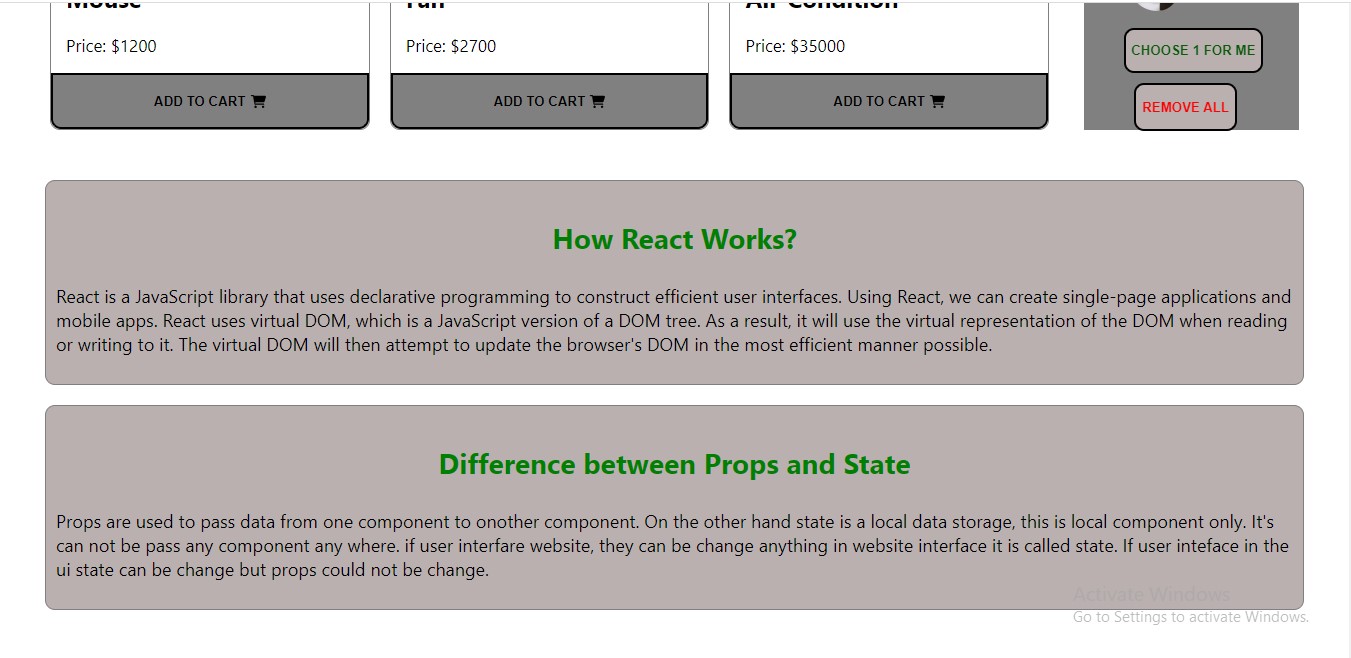 Mouse
Fan
Air Condition
Price: $1200
Price: $2700
Price: $35000
CHOOSE 1 FOR ME
ADD TO CART
ADD TO CART
ADD TO CART
REMOVE ALL
How React Works?
React is a JavaScript library that uses declarative programming to construct efficient user interfaces. Using React, we can create single-page applications and
mobile apps. React uses virtual DOM, which is a JavaScript version of a DOM tree. As a result, it will use the virtual representation of the DOM when reading
or writing to it. The virtual DOM will then attempt to update the browser's DOM in the most efficient manner possible.
Difference between Props and State
Props are used to pass data from one component to onother component. On the other hand state is a local data storage, this is local component only. It's
can not be pass any component any where. if user interfare website, they can be change anything in website interface it is called state. If user inteface in the
ui state can be change but props could not be change.
Activate Windows
Go to Settings to activate Windows.